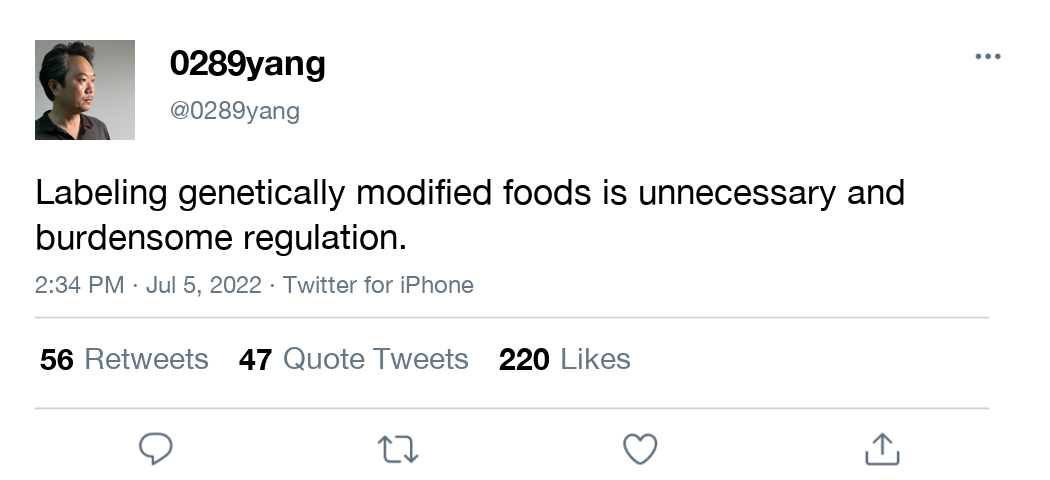 0289yang
@0289yang
Labeling genetically modified foods is unnecessary and
burdensome regulation.
2:34 PM · Jul 5, 2022 · Twitter for iPhone
56 Retweets 47 Quote Tweets 220 Likes